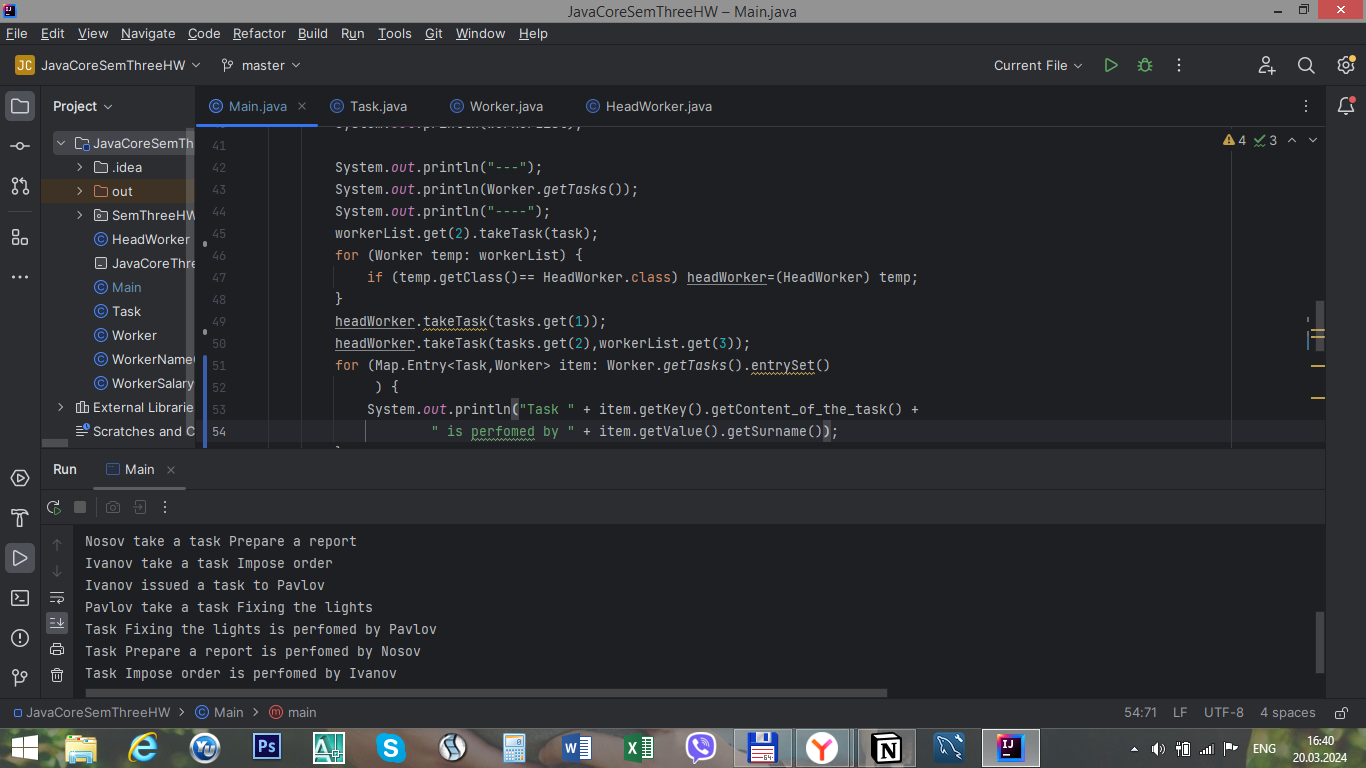 JavaCoreSemThreeHW – Main.java
File Edit View Navigate Code Refactor Build Run Tools Git Window Help
JC JavaCoreSemThreeHW master Current File
Project
Main.java Task.java Worker.java HeadWorker.java
JavaCoreSemTh
.idea
out
SemThreeHW
HeadWorker
JavaCoreThre
Main
Task
Worker
WorkerName
WorkerSalary
External Librarie
Scratches and C
4 3
41
42 System.out.println("---");
43 System.out.println(Worker.getTasks());
44 System.out.println("----");
45 workerList.get(2).takeTask(task);
46 for (Worker temp: workerList) {
47 if (temp.getClass()== HeadWorker.class) headWorker=(HeadWorker) temp;
48 }
49 headWorker.takeTask(tasks.get(1));
50 headWorker.takeTask(tasks.get(2),workerList.get(3));
51 for (Map.Entry<Task,Worker> item: Worker.getTasks().entrySet()
52 ) {
53 System.out.println("Task " + item.getKey().getContent_of_the_task() +
54 " is perfomed by " + item.getValue().getSurname());
Run Main
Nosov take a task Prepare a report
Ivanov take a task Impose order
Ivanov issued a task to Pavlov
Pavlov take a task Fixing the lights
Task Fixing the lights is perfomed by Pavlov
Task Prepare a report is perfomed by Nosov
Task Impose order is perfomed by Ivanov
JavaCoreSemThreeHW Main main 54:71 LF UTF-8 4 spaces
ENG 16:40
20.03.2024